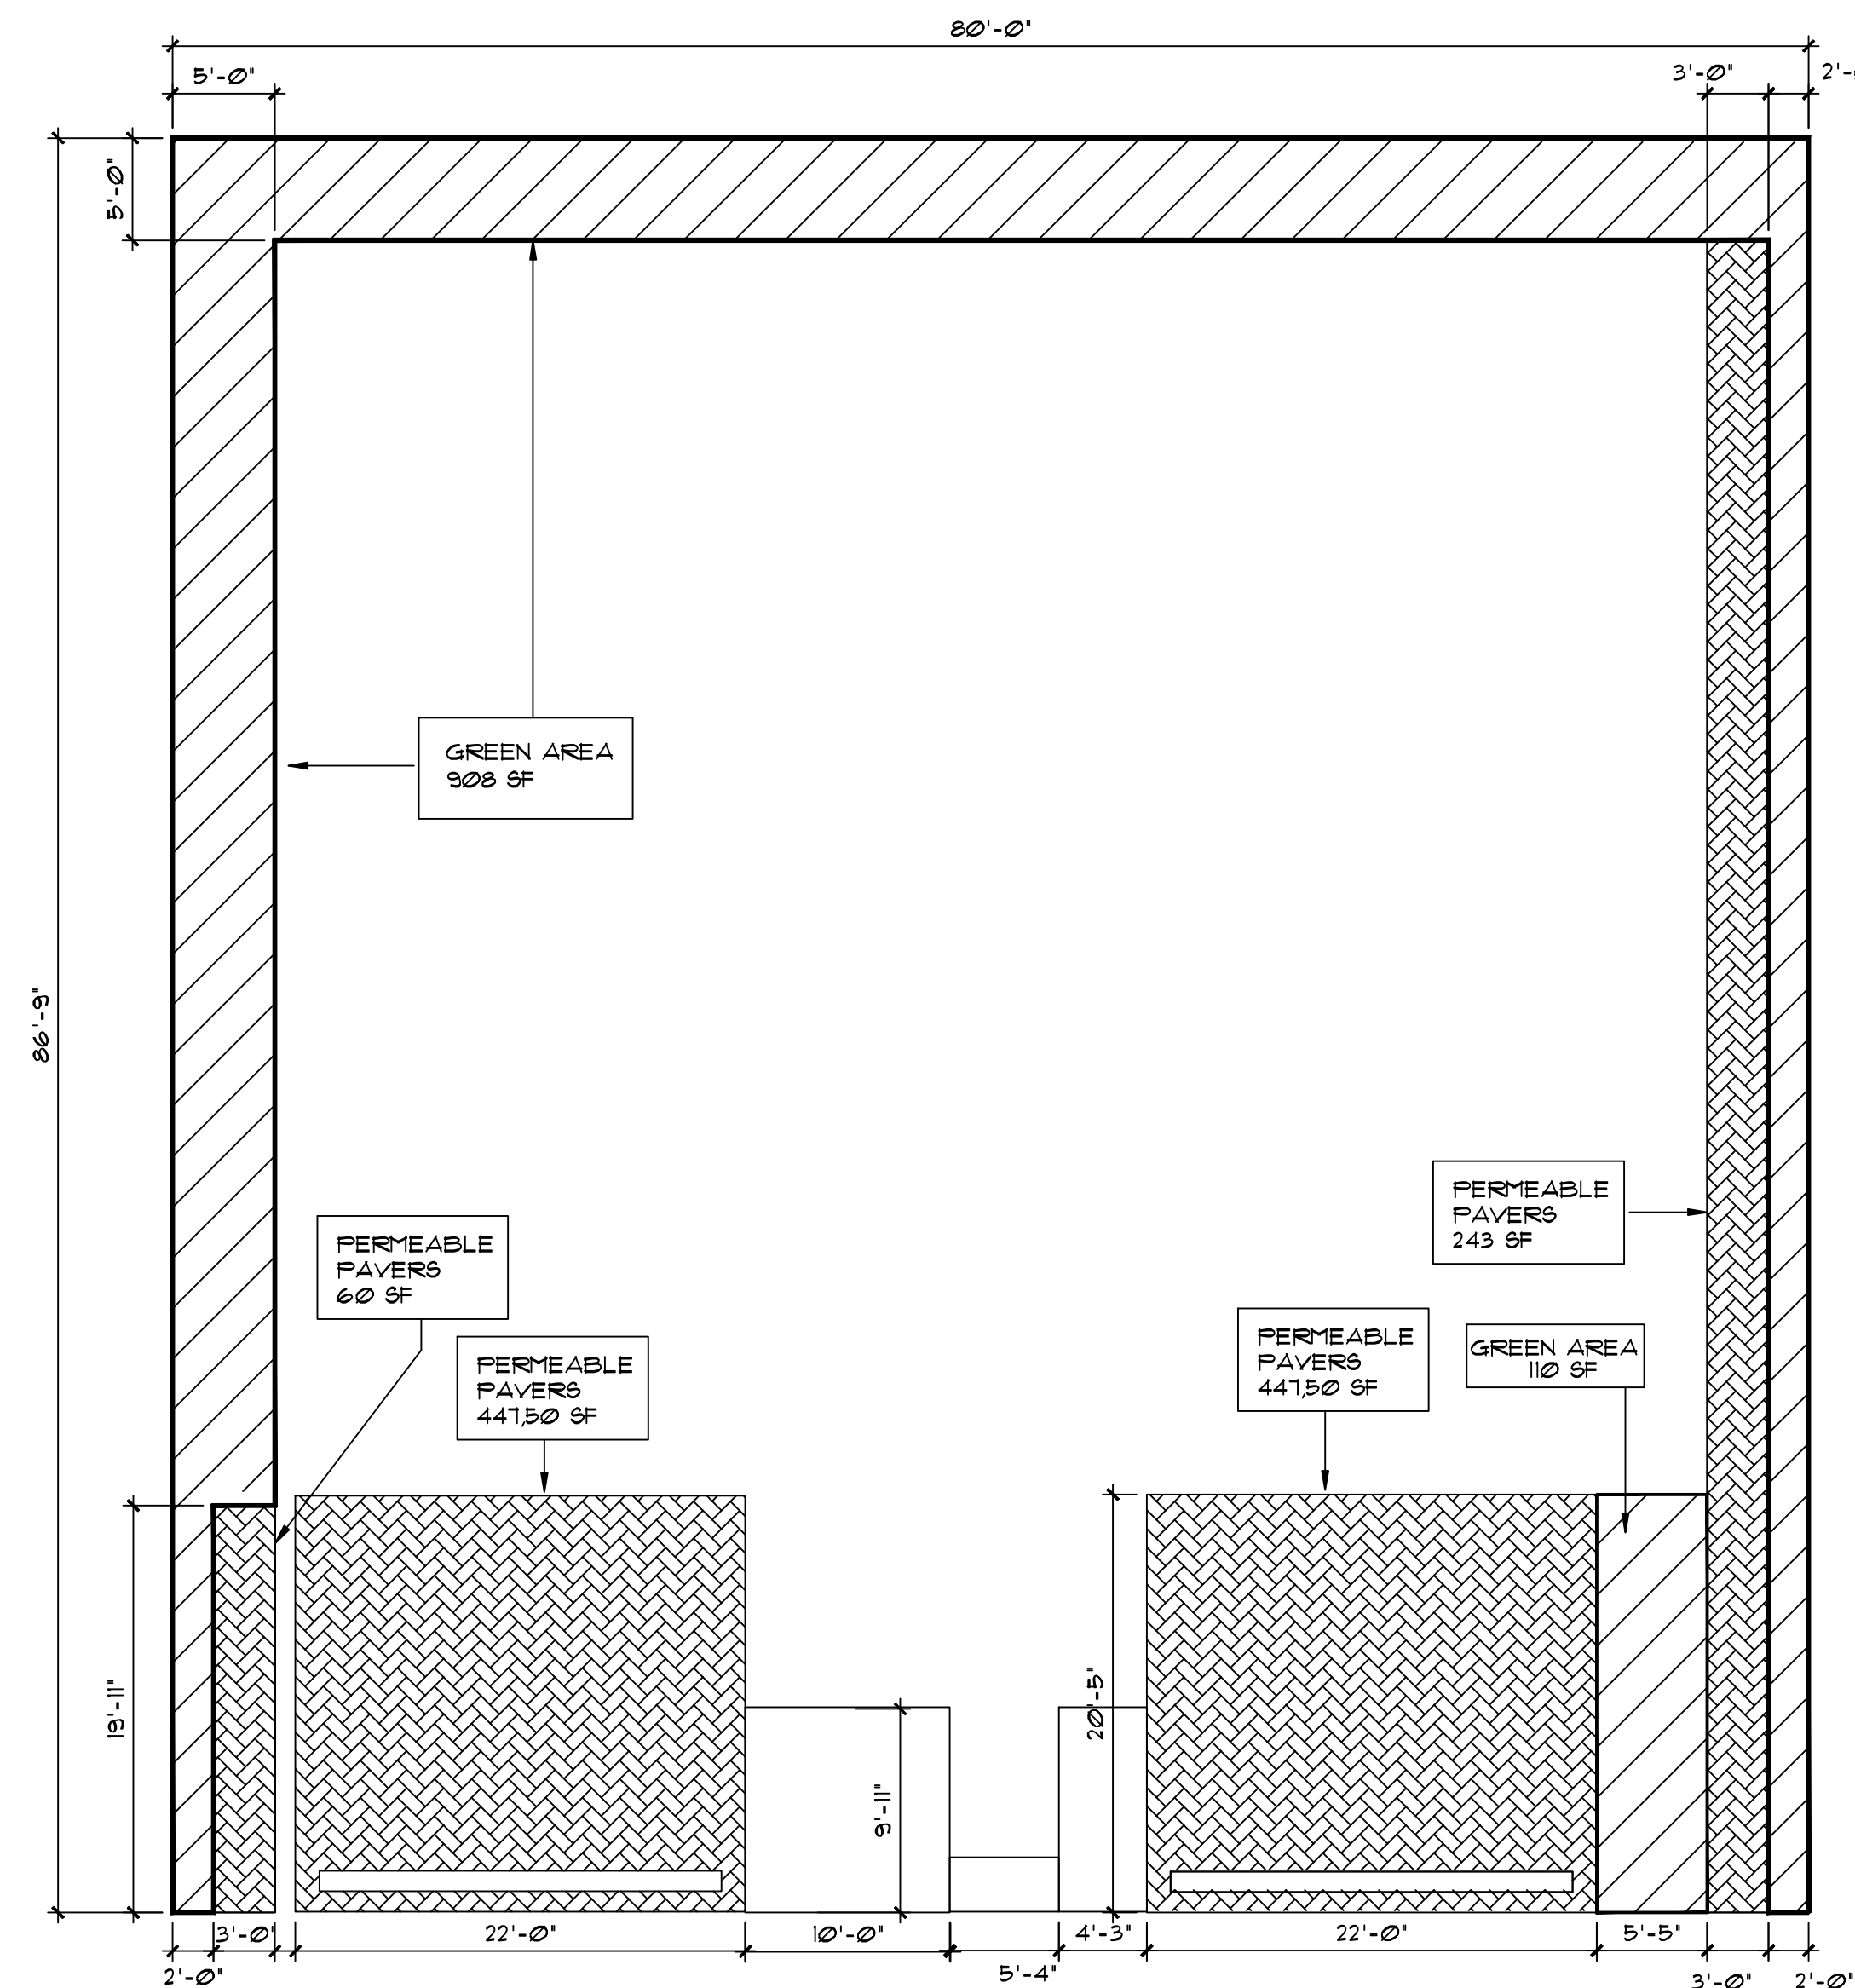 80'-0"
5'-0"
3'-0"
5'-0"
86'-9"
GREEN AREA
908 SF
PERMEABLE
PAVERS
243 SF
PERMEABLE
PAVERS
60 SF
PERMEABLE
PAVERS
447,50 SF
PERMEABLE
PAVERS
447,50 SF
GREEN AREA
110 SF
19'-11"
20'-5"
9'-11"
3'-0"
22'-0"
10'-0"
4'-3"
22'-0"
5'-5"
2'-0"
5'-4"
3'-0"
2'-0"